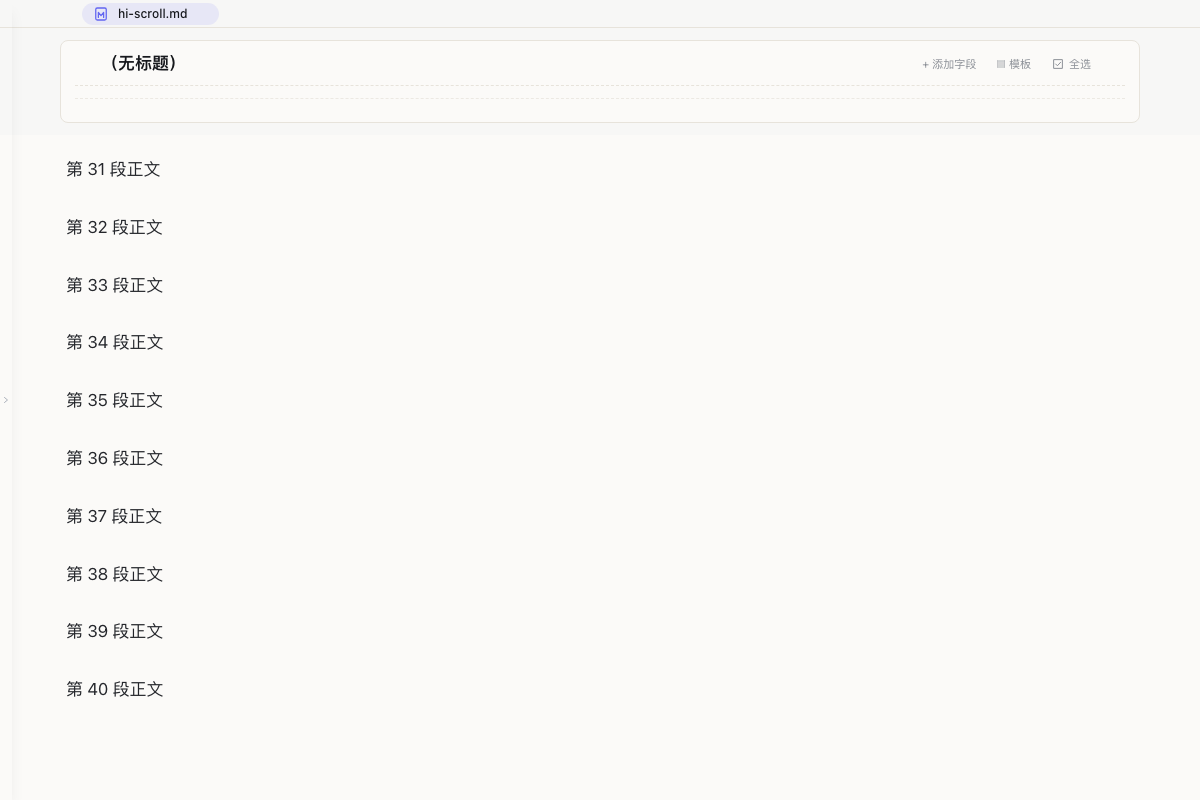 hi-scroll.md
（无标题）
+ 添加字段 模板 全选
第 31 段正文
第 32 段正文
第 33 段正文
第 34 段正文
第 35 段正文
第 36 段正文
第 37 段正文
第 38 段正文
第 39 段正文
第 40 段正文